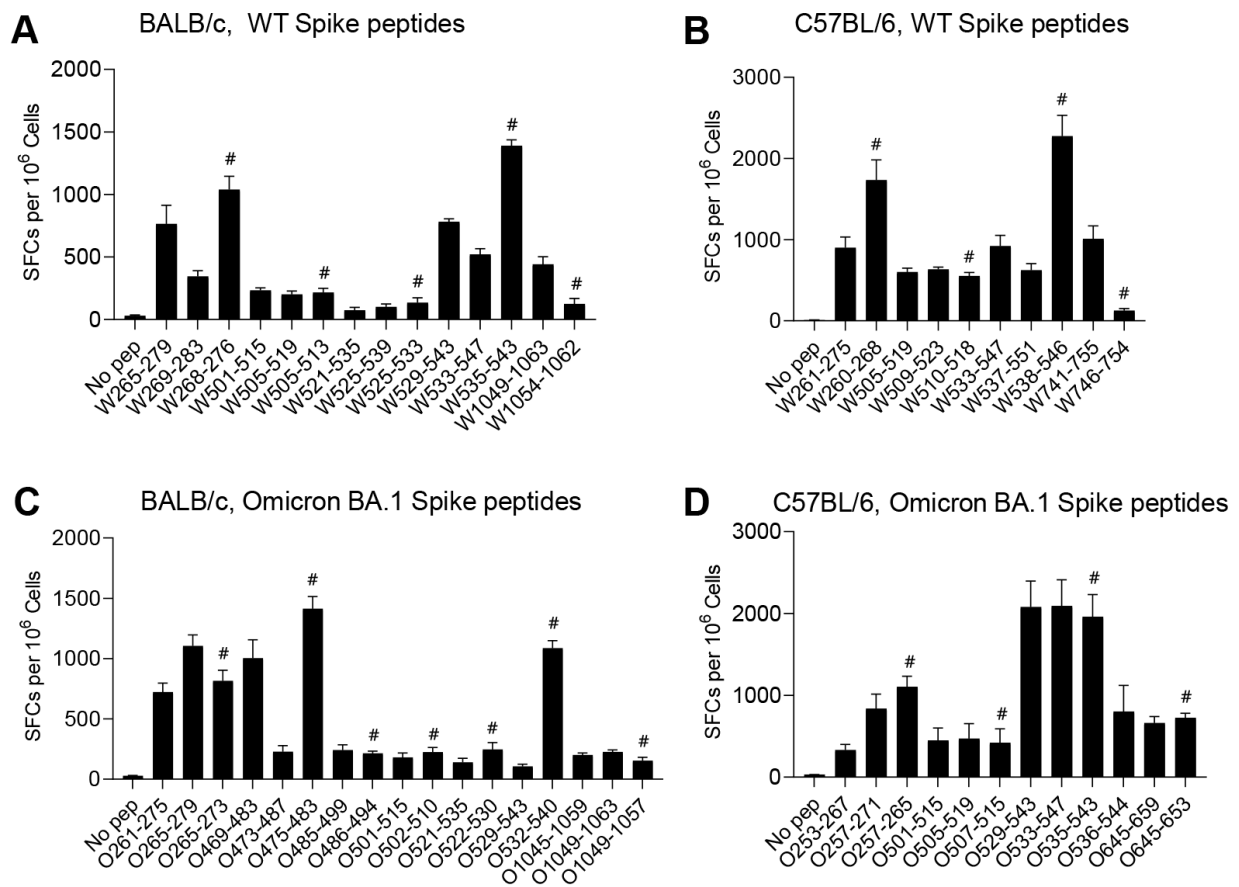 A
BALB/c, WT Spike peptides
SFCs per 10⁶ Cells
2000
1500
1000
500
0
#
#
#
#
#
No pep
W265-279
W269-283
W268-276
W501-515
W505-519
W505-513
W521-535
W525-539
W525-533
W529-543
W533-547
W535-543
W1049-1063
W1054-1062
B
C57BL/6, WT Spike peptides
SFCs per 10⁶ Cells
3000
2000
1000
0
#
#
#
#
No pep
W261-275
W260-268
W505-519
W509-523
W510-518
W533-547
W537-551
W538-546
W741-755
W746-754
C
BALB/c, Omicron BA.1 Spike peptides
SFCs per 10⁶ Cells
2000
1500
1000
500
0
#
#
#
#
#
#
#
No pep
O261-275
O265-279
O265-273
O469-483
O473-487
O475-483
O485-499
O486-494
O501-515
O502-510
O521-535
O522-530
O529-543
O532-540
O1045-1059
O1049-1063
O1049-1057
D
C57BL/6, Omicron BA.1 Spike peptides
SFCs per 10⁶ Cells
3000
2000
1000
0
#
#
#
#
No pep
O253-267
O257-271
O257-265
O501-515
O505-519
O507-515
O529-543
O533-547
O535-543
O536-544
O645-659
O645-653